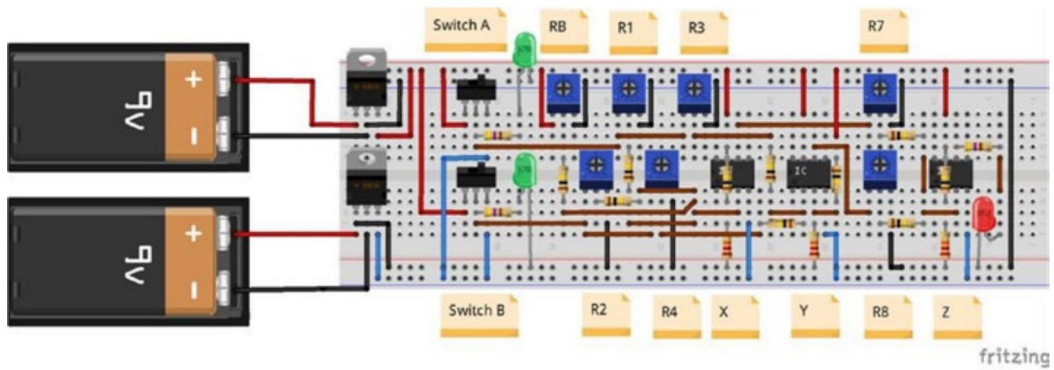 Switch A
RB
R1
R3
R7
+
9V
−
IC
+
9V
−
Switch B
R2
R4
X
Y
R8
Z
fritzing